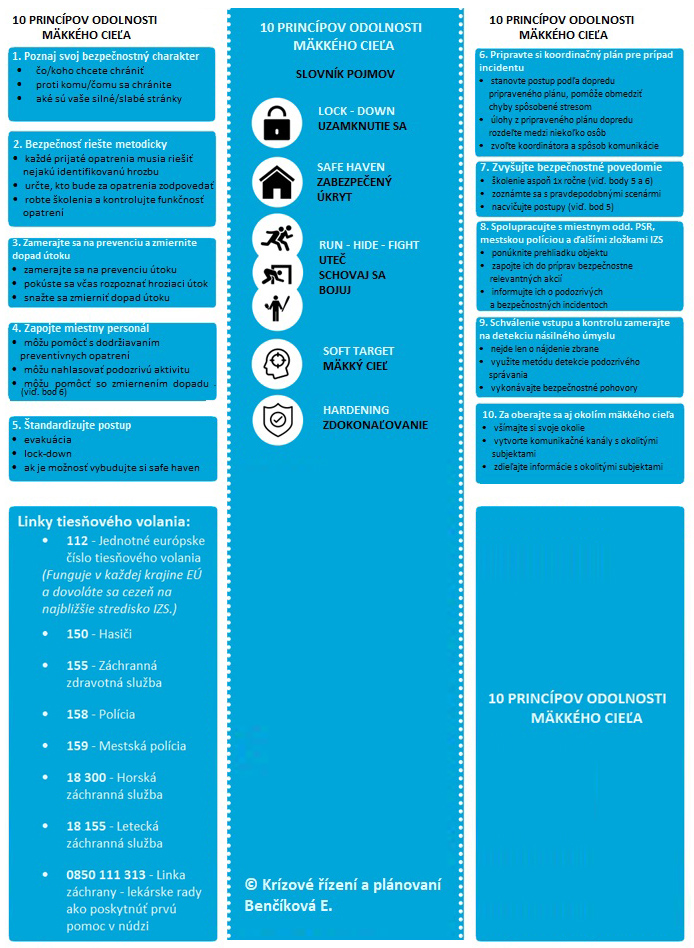 10 PRINCÍPOV ODOLNOSTI
MÄKKÉHO CIEĽA
1. Poznaj svoj bezpečnostný charakter
• čo/koho chcete chrániť
• proti komu/čomu sa chránite
• aké sú vaše silné/slabé stránky
2. Bezpečnosť riešte metodicky
• každé prijaté opatrenia musia riešiť
nejakú identifikovanú hrozbu
• určte, kto bude za opatrenia zodpovedať
• robte školenia a kontrolujte funkčnosť
opatrení
3. Zamerajte sa na prevenciu a zmiernite
dopad útoku
• zamerajte sa na prevenciu útoku
• pokúste sa včas rozpoznať hroziaci útok
• snažte sa zmierniť dopad útoku
4. Zapojte miestny personál
• môžu pomôcť s dodržiavaním
preventívnych opatrení
• môžu nahlasovať podozrivú aktivitu
• môžu pomôcť so zmiernením dopadu
(viď. bod 6)
5. Štandardizujte postup
• evakuácia
• lock-down
• ak je možnosť vybudujte si safe haven
Linky tiesňového volania:
• 112 - Jednotné európske
číslo tiesňového volania
(Funguje v každej krajine EÚ
a dovoláte sa cezeň na
najbližšie stredisko IZS.)
• 150 - Hasiči
• 155 - Záchranná
zdravotná služba
• 158 - Polícia
• 159 - Mestská polícia
• 18 300 - Horská
záchranná služba
• 18 155 - Letecká
záchranná služba
• 0850 111 313 - Linka
záchrany - lekárske rady
ako poskytnúť prvú
pomoc v núdzi
10 PRINCÍPOV ODOLNOSTI
MÄKKÉHO CIEĽA
SLOVNÍK POJMOV
LOCK - DOWN
UZAMKNUTIE SA
SAFE HAVEN
ZABEZPEČENÝ
ÚKRYT
RUN - HIDE - FIGHT
UTEČ
SCHOVAJ SA
BOJUJ
SOFT TARGET
MÄKKÝ CIEĽ
HARDENING
ZDOKONAĽOVANIE
© Krízové řízení a plánovaní
Benčíková E.
10 PRINCÍPOV ODOLNOSTI
MÄKKÉHO CIEĽA
6. Pripravte si koordinačný plán pre prípad
incidentu
• stanovte postup podľa dopredu
pripraveného plánu, pomôže obmedziť
chyby spôsobené stresom
• úlohy z pripraveného plánu dopredu
rozdeľte medzi niekoľko osôb
• zvoľte koordinátora a spôsob komunikácie
7. Zvyšujte bezpečnostné povedomie
• školenie aspoň 1x ročne (viď. body 5 a 6)
• zoznámte sa s pravdepodobnými scenármi
• nacvičujte postupy (viď. bod 5)
8. Spolupracujte s miestnym odd. PSR,
mestskou políciou a ďalšími zložkami IZS
• ponúknite prehliadku objektu
• zapojte ich do príprav bezpečnostne
relevantných akcií
• informujte ich o podozrivých
a bezpečnostných incidentoch
9. Schválenie vstupu a kontrolu zamerajte
na detekciu násilného úmyslu
• nejde len o nájdenie zbrane
• využite metódu detekcie podozrivého
správania
• vykonávajte bezpečnostné pohovory
10. Za oberajte sa aj okolím mäkkého cieľa
• všímajte si svoje okolie
• vytvorte komunikačné kanály s okolitými
subjektami
• zdieľajte informácie s okolitými subjektami
10 PRINCÍPOV ODOLNOSTI
MÄKKÉHO CIEĽA